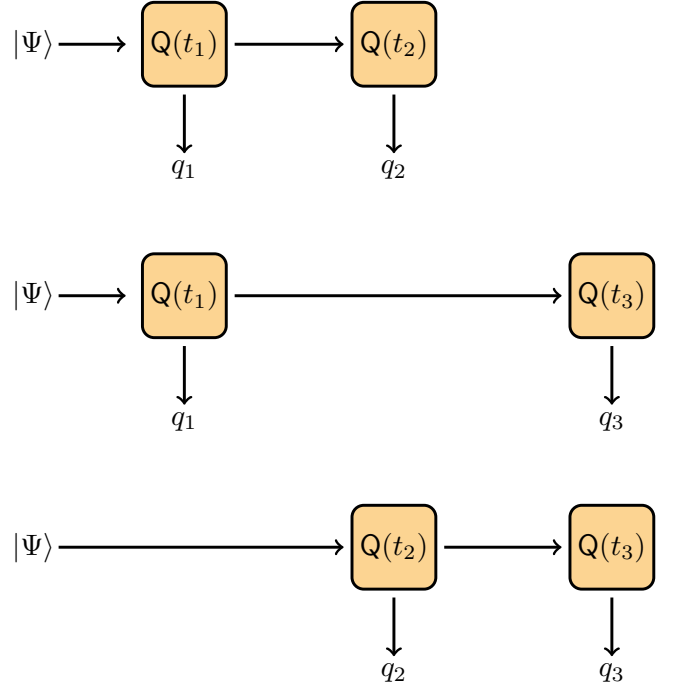 |Ψ⟩ Q(t₁) Q(t₂)
q₁ q₂
|Ψ⟩ Q(t₁) Q(t₃)
q₁ q₃
|Ψ⟩ Q(t₂) Q(t₃)
q₂ q₃